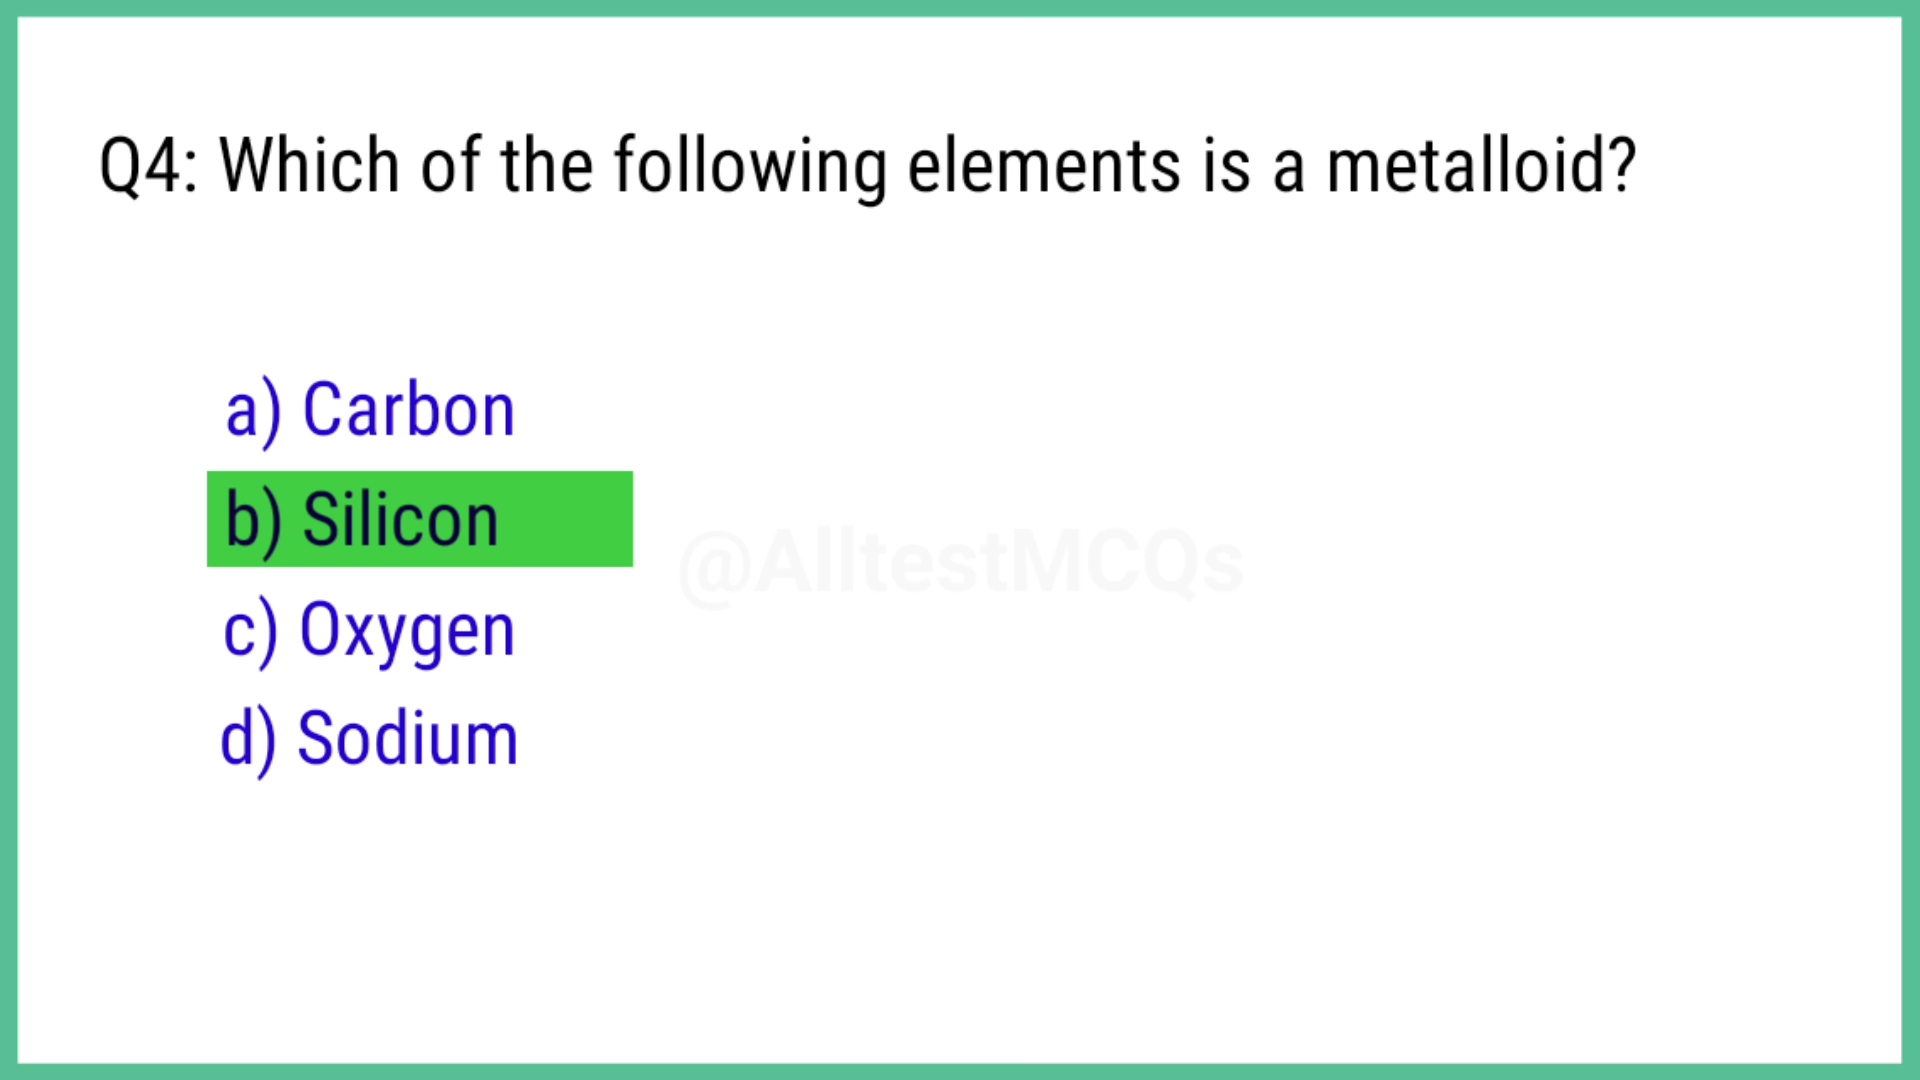 Q4: Which of the following elements is a metalloid?
a) Carbon
b) Silicon
@AlltestMCQs
c) Oxygen
d) Sodium